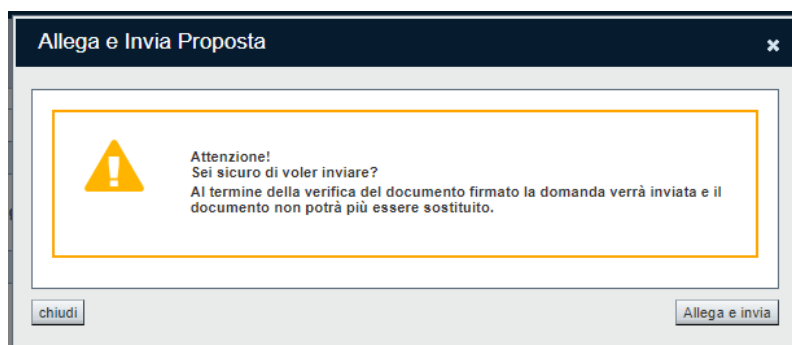 Allega e Invia Proposta
Attenzione!
Sei sicuro di voler inviare?
Al termine della verifica del documento firmato la domanda verrà inviata e il
documento non potrà più essere sostituito.
chiudi
Allega e invia